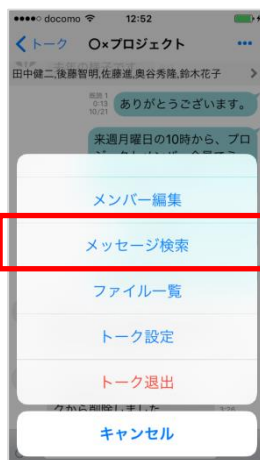 docomo 12:52
トーク ○×プロジェクト
田中健二,後藤智明,佐藤進,奥谷秀隆,鈴木花子
既読 1
0:13
10/21
ありがとうございます。
来週月曜日の10時から、プロ
メンバー編集
メッセージ検索
ファイル一覧
トーク設定
トーク退出
クから削除しました
キャンセル